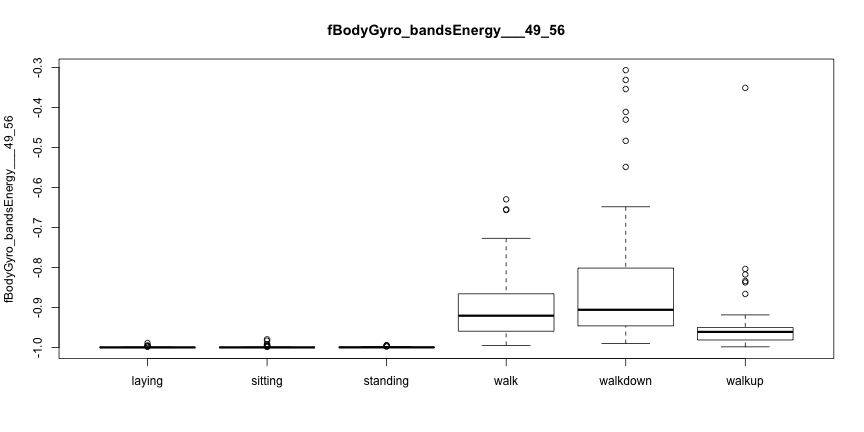 fBodyGyro_bandsEnergy___49_56
fBodyGyro_bandsEnergy___49_56
-0.3
-0.4
-0.5
-0.6
-0.7
-0.8
-0.9
-1.0
laying sitting standing walk walkdown walkup